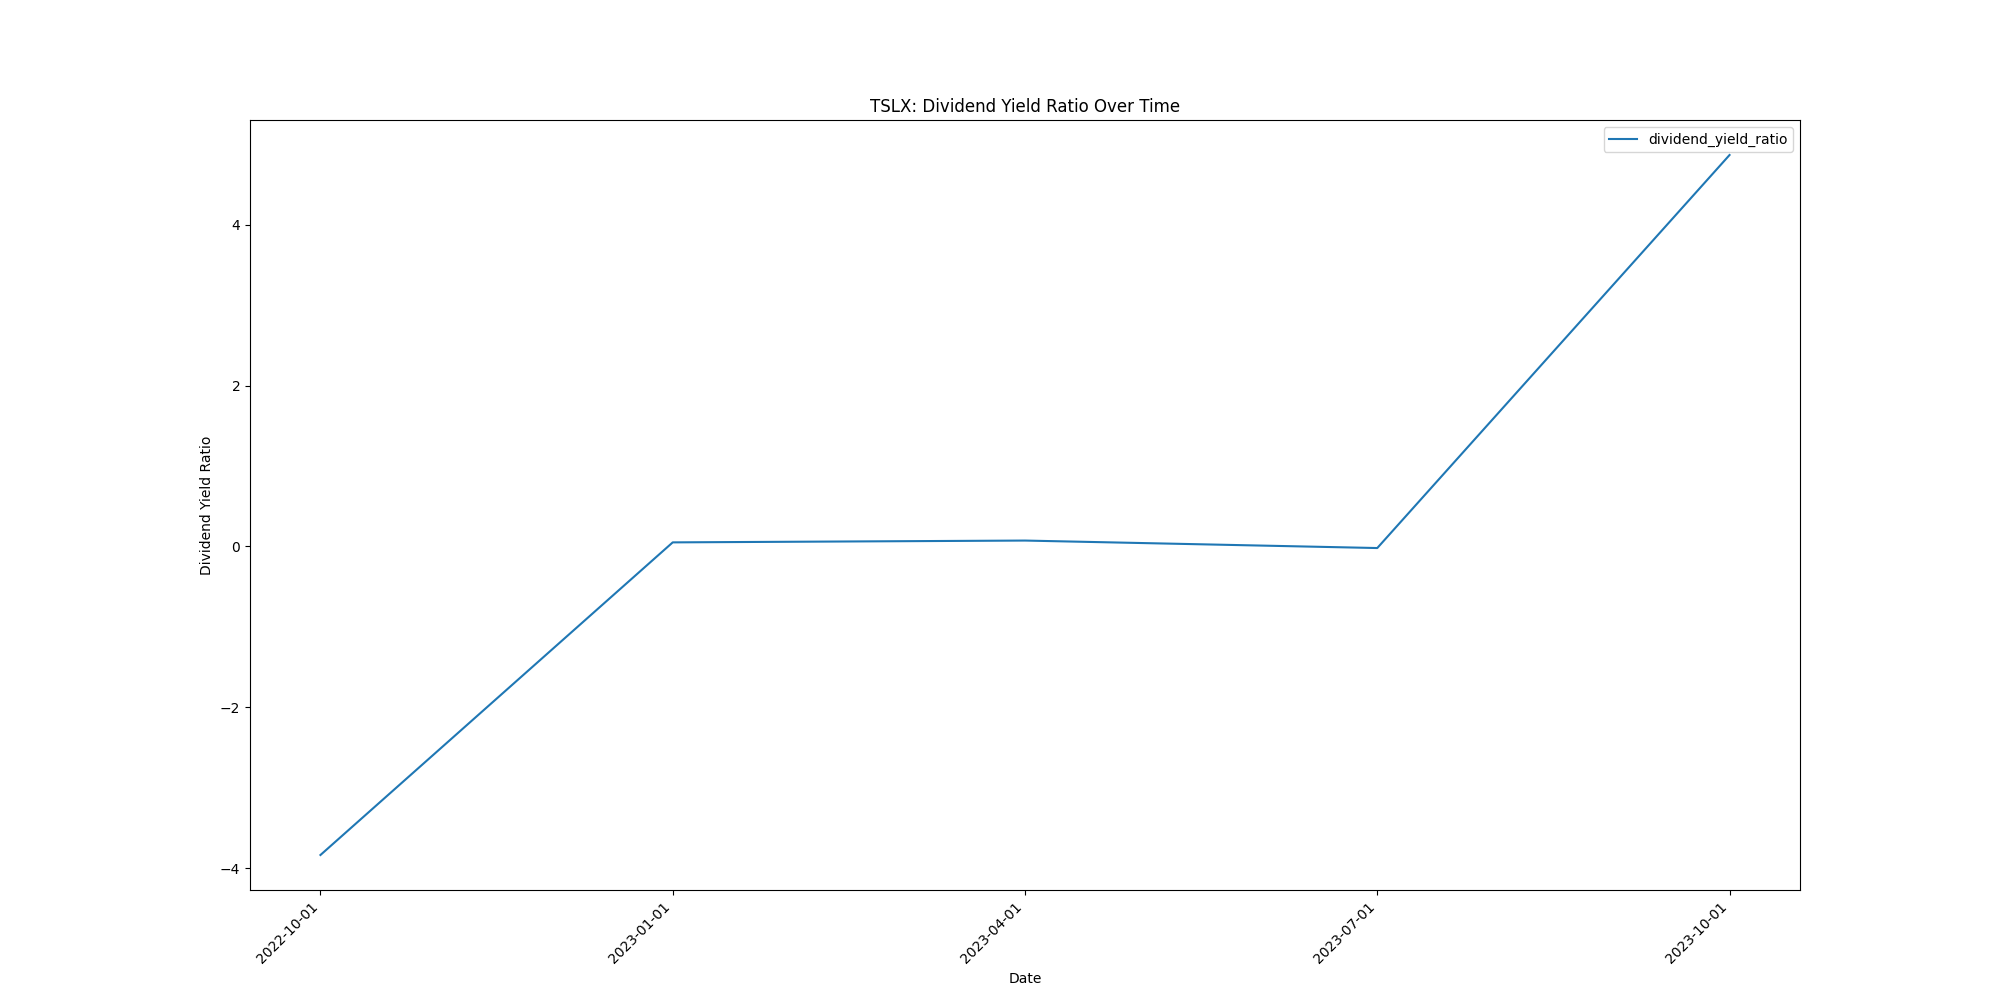 TSLX: Dividend Yield Ratio Over Time
dividend_yield_ratio
Dividend Yield Ratio
4
2
0
−2
−4
2022-10-01
2023-01-01
2023-04-01
2023-07-01
2023-10-01
Date